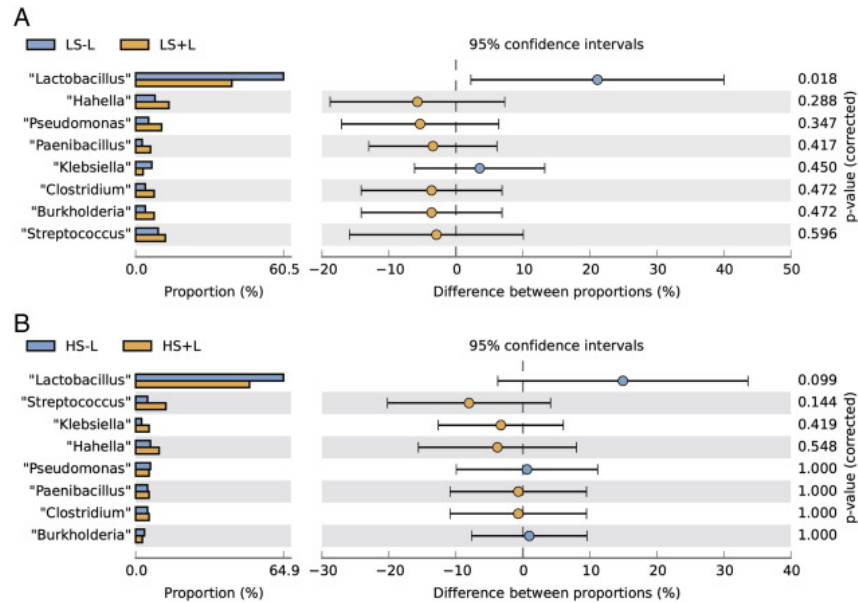 A
LS-L LS+L 95% confidence intervals
"Lactobacillus" 0.018
"Hahella" 0.288
"Pseudomonas" 0.347
"Paenibacillus" 0.417
"Klebsiella" 0.450
"Clostridium" 0.472
"Burkholderia" 0.472
"Streptococcus" 0.596
p-value (corrected)
0.0 60.5 −20 −10 0 10 20 30 40 50
Proportion (%) Difference between proportions (%)
B
HS-L HS+L 95% confidence intervals
"Lactobacillus" 0.099
"Streptococcus" 0.144
"Klebsiella" 0.419
"Hahella" 0.548
"Pseudomonas" 1.000
"Paenibacillus" 1.000
"Clostridium" 1.000
"Burkholderia" 1.000
p-value (corrected)
0.0 64.9 −30 −20 −10 0 10 20 30 40
Proportion (%) Difference between proportions (%)